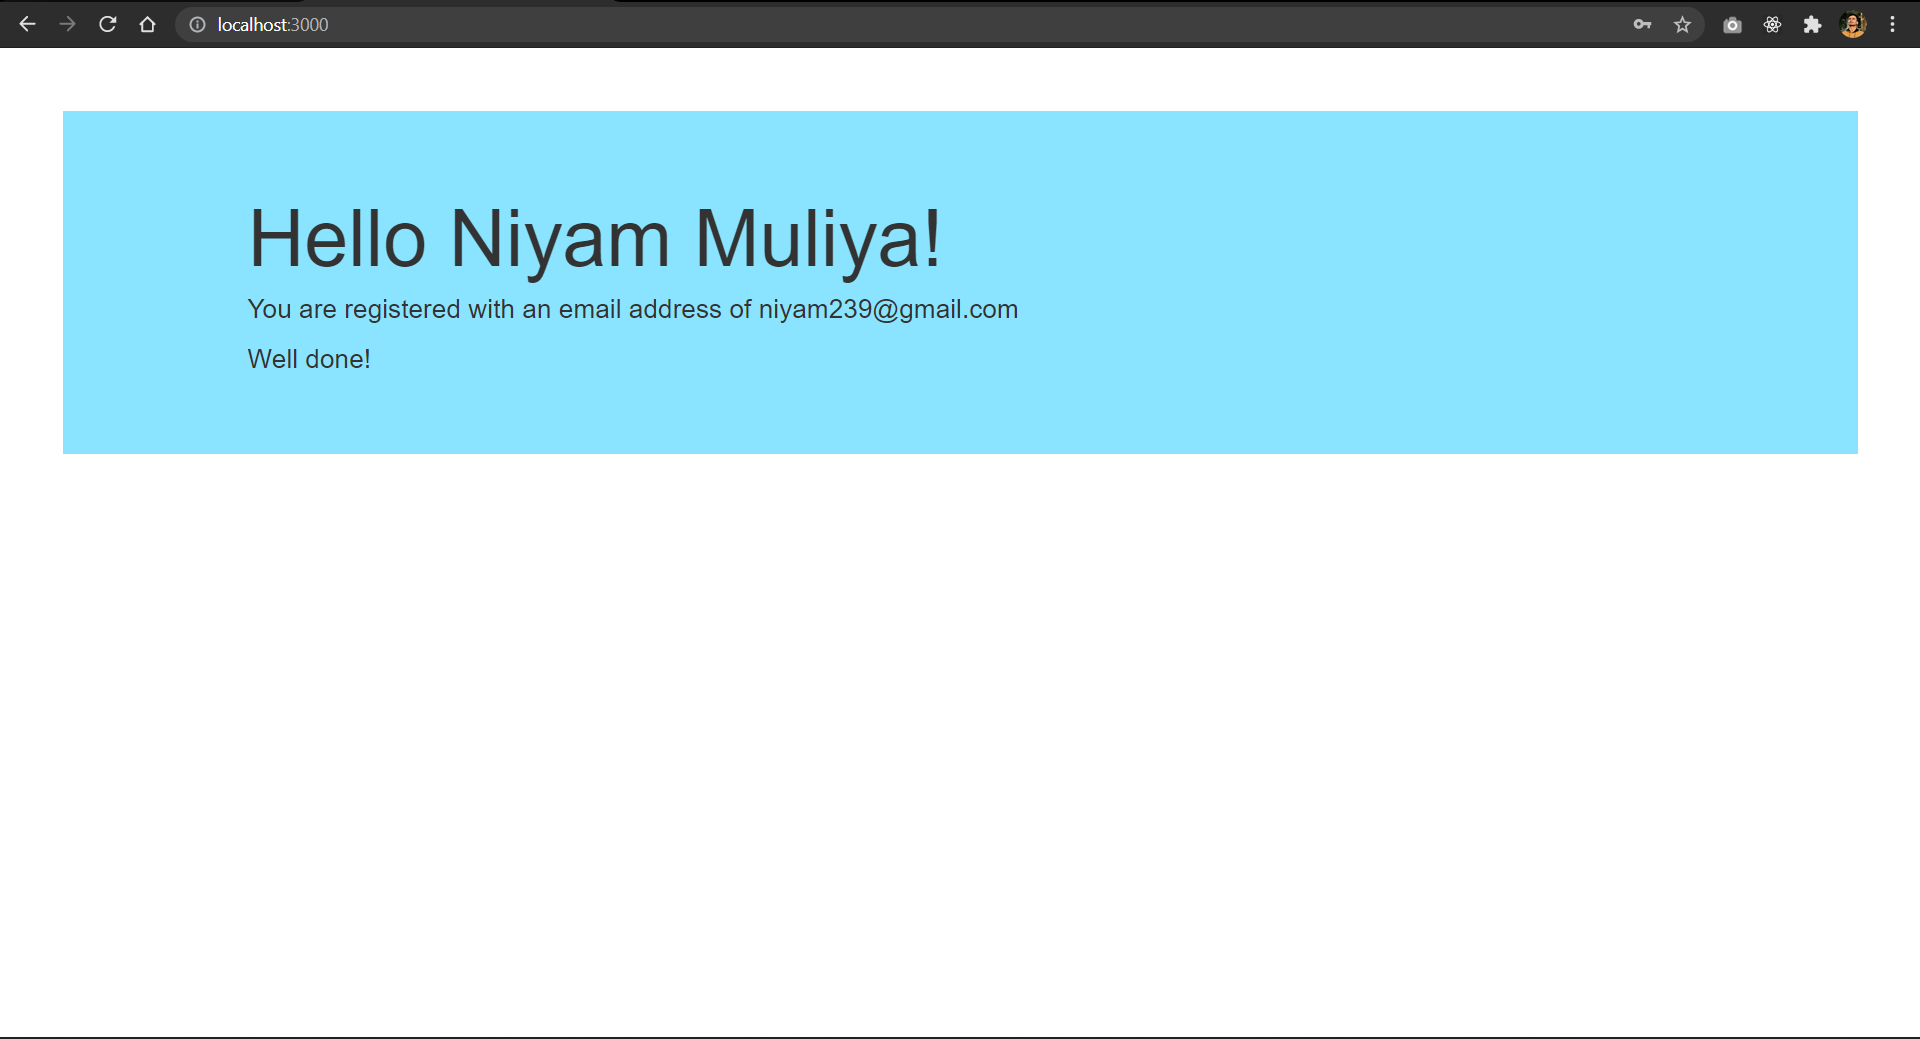 localhost:3000
Hello Niyam Muliya!
You are registered with an email address of niyam239@gmail.com
Well done!